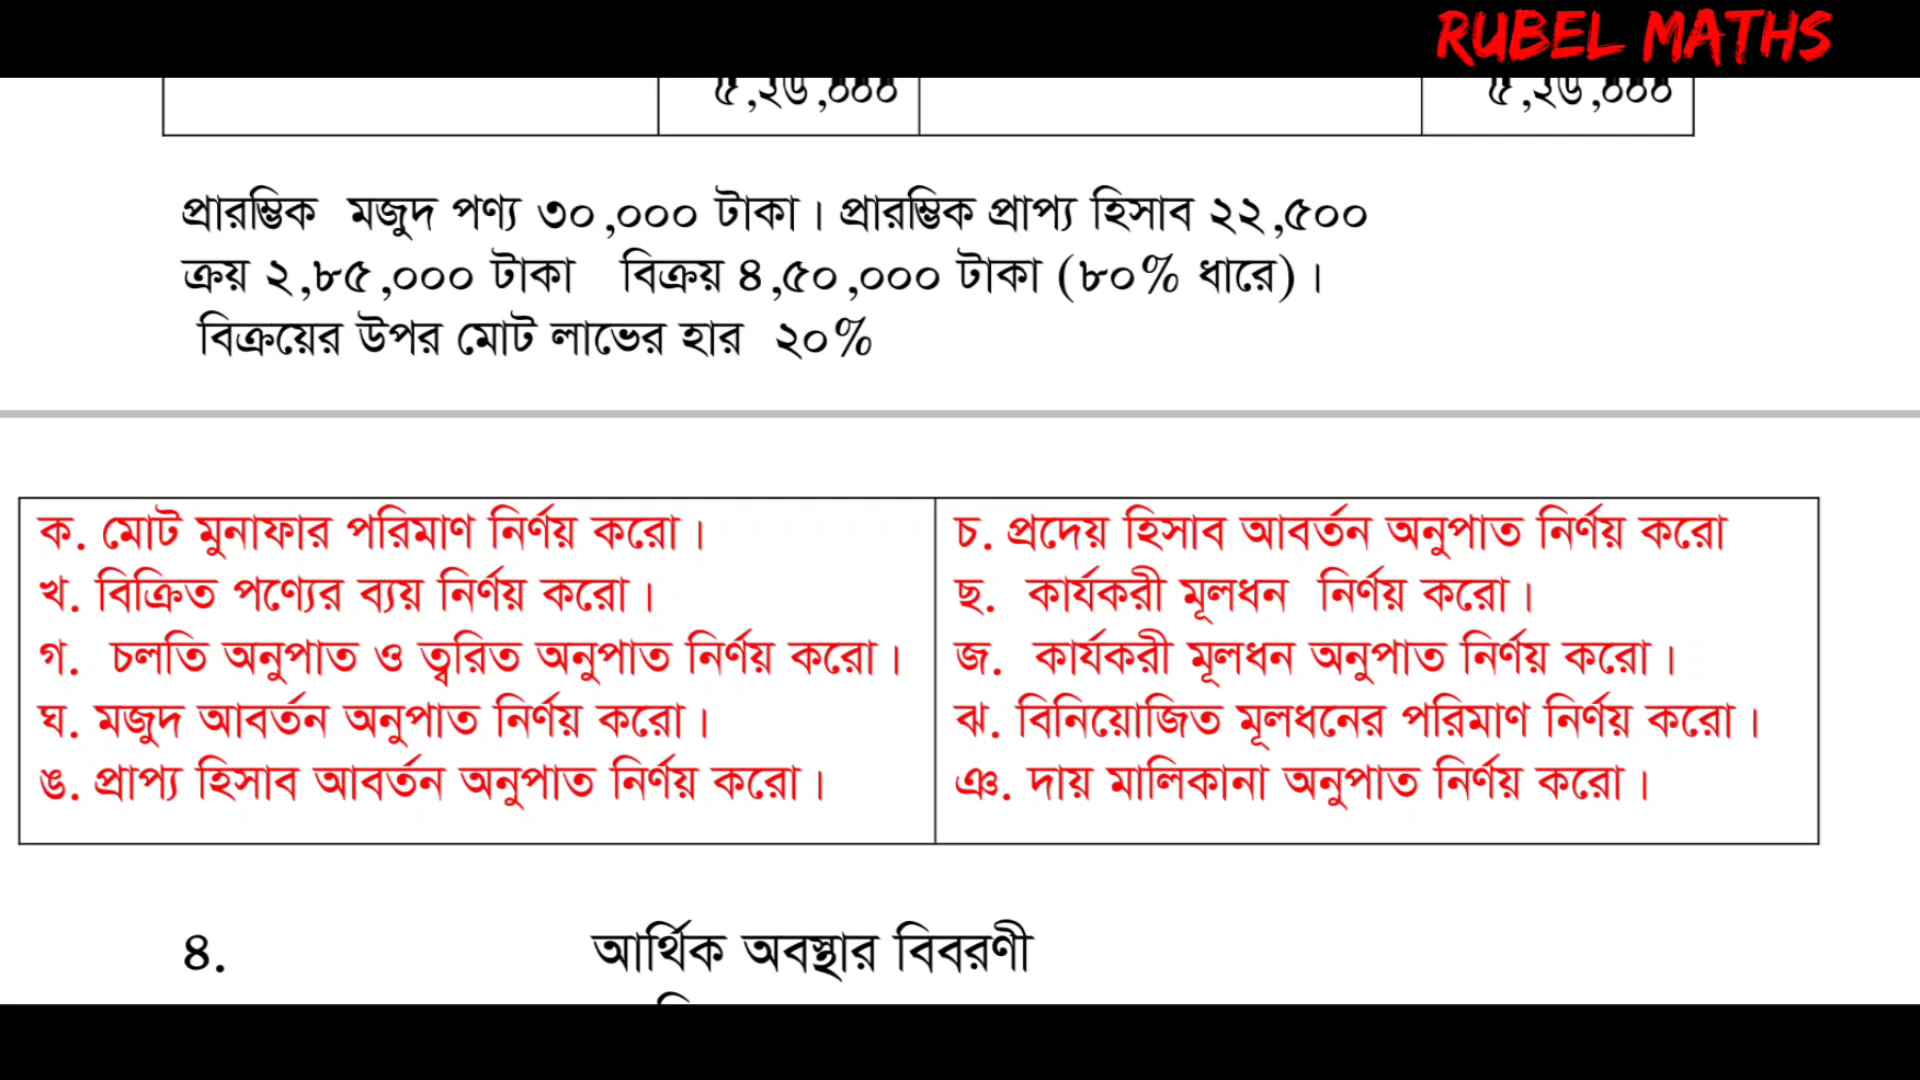 RUBEL MATHS
৫,২৬,০০০ ৫,২৬,০০০
প্রারম্ভিক মজুদ পণ্য ৩০,০০০ টাকা। প্রারম্ভিক প্রাপ্য হিসাব ২২,৫০০
ক্রয় ২,৮৫,০০০ টাকা বিক্রয় ৪,৫০,০০০ টাকা (৮০% ধারে)।
বিক্রয়ের উপর মোট লাভের হার ২০%
ক. মোট মুনাফার পরিমাণ নির্ণয় করো।
খ. বিক্রিত পণ্যের ব্যয় নির্ণয় করো।
গ. চলতি অনুপাত ও ত্বরিত অনুপাত নির্ণয় করো।
ঘ. মজুদ আবর্তন অনুপাত নির্ণয় করো।
ঙ. প্রাপ্য হিসাব আবর্তন অনুপাত নির্ণয় করো।
চ. প্রদেয় হিসাব আবর্তন অনুপাত নির্ণয় করো
ছ. কার্যকরী মূলধন নির্ণয় করো।
জ. কার্যকরী মূলধন অনুপাত নির্ণয় করো।
ঝ. বিনিয়োজিত মূলধনের পরিমাণ নির্ণয় করো।
ঞ. দায় মালিকানা অনুপাত নির্ণয় করো।
৪. আর্থিক অবস্থার বিবরণী